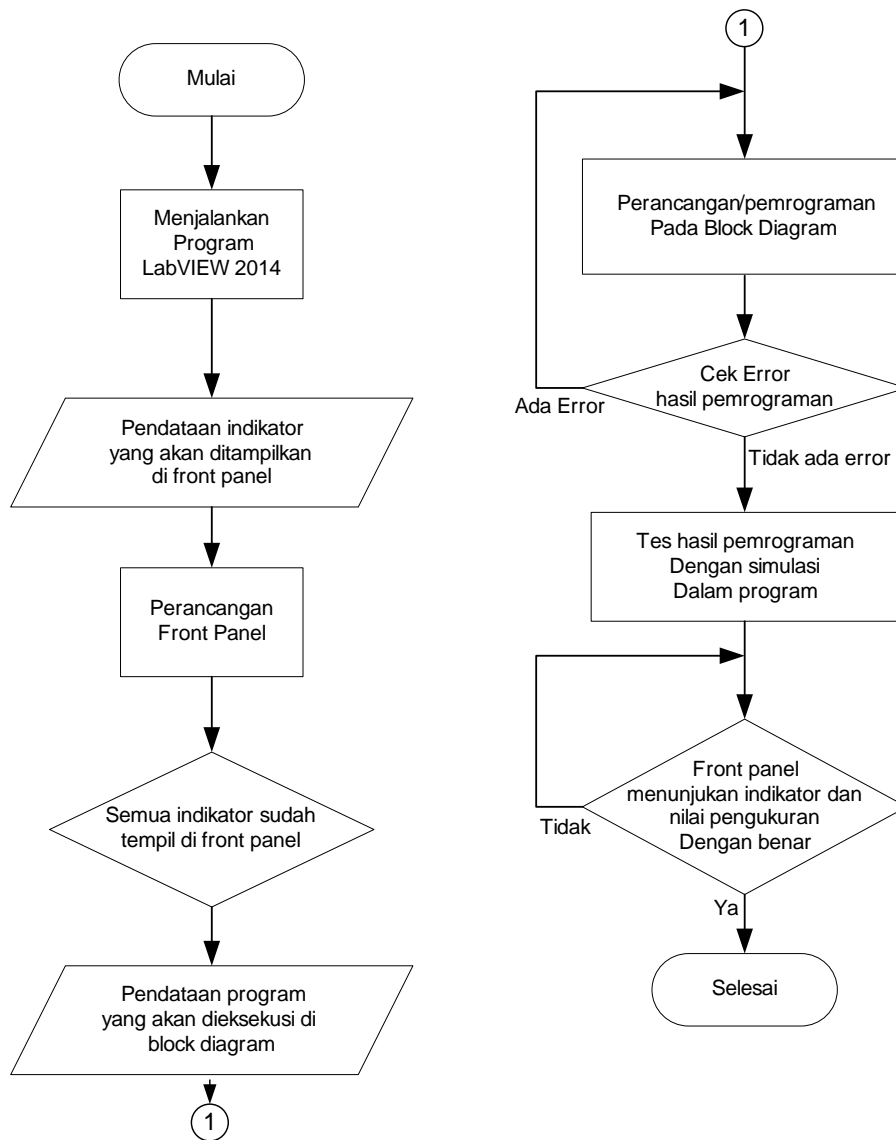 Mulai
Menjalankan
Program
LabVIEW 2014
Pendataan indikator
yang akan ditampilkan
di front panel
Perancangan
Front Panel
Semua indikator sudah
tempil di front panel
Pendataan program
yang akan dieksekusi di
block diagram
1
1
Perancangan/pemrograman
Pada Block Diagram
Cek Error
hasil pemrograman
Ada Error
Tidak ada error
Tes hasil pemrograman
Dengan simulasi
Dalam program
Front panel
menunjukan indikator dan
nilai pengukuran
Dengan benar
Tidak
Ya
Selesai